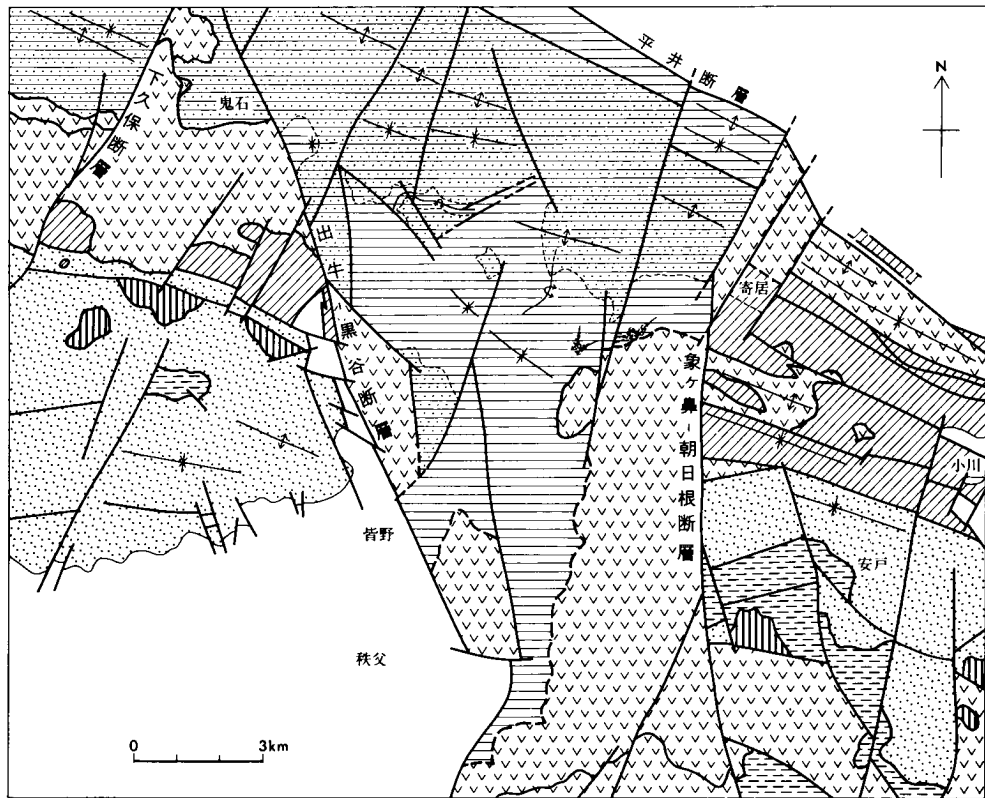 平井断層
N
下久保断層
鬼石
出牛-黒谷断層
寄居
象ヶ鼻-朝日根断層
小川
皆野
安戸
秩父
0 3km